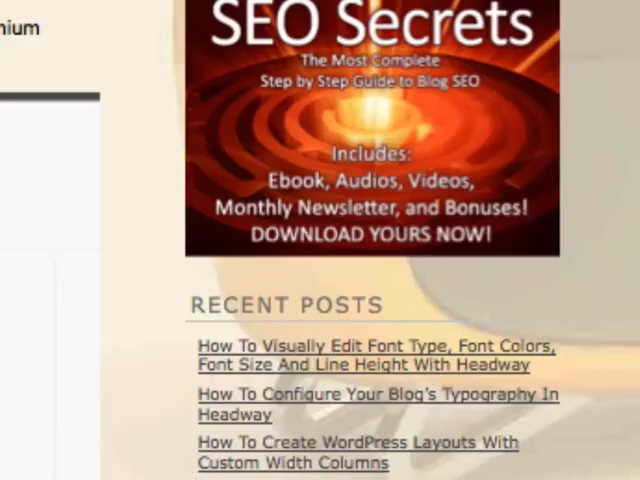 mium
SEO Secrets
The Most Complete
Step by Step Guide to Blog SEO
Includes:
Ebook, Audios, Videos,
Monthly Newsletter, and Bonuses!
DOWNLOAD YOURS NOW!
RECENT POSTS
How To Visually Edit Font Type, Font Colors,
Font Size And Line Height With Headway
How To Configure Your Blog's Typography In
Headway
How To Create WordPress Layouts With
Custom Width Columns